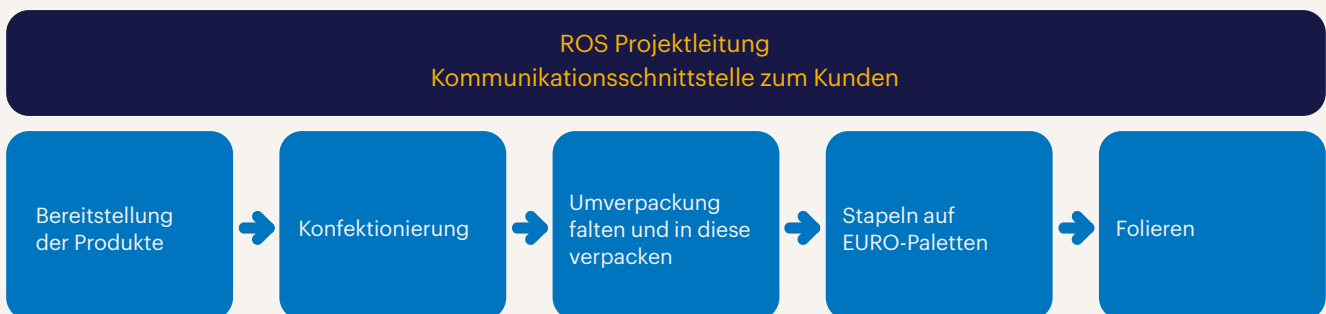 ROS Projektleitung
Kommunikationsschnittstelle zum Kunden
Bereitstellung
der Produkte
Konfektionierung
Umverpackung
falten und in diese
verpacken
Stapeln auf
EURO-Paletten
Folieren